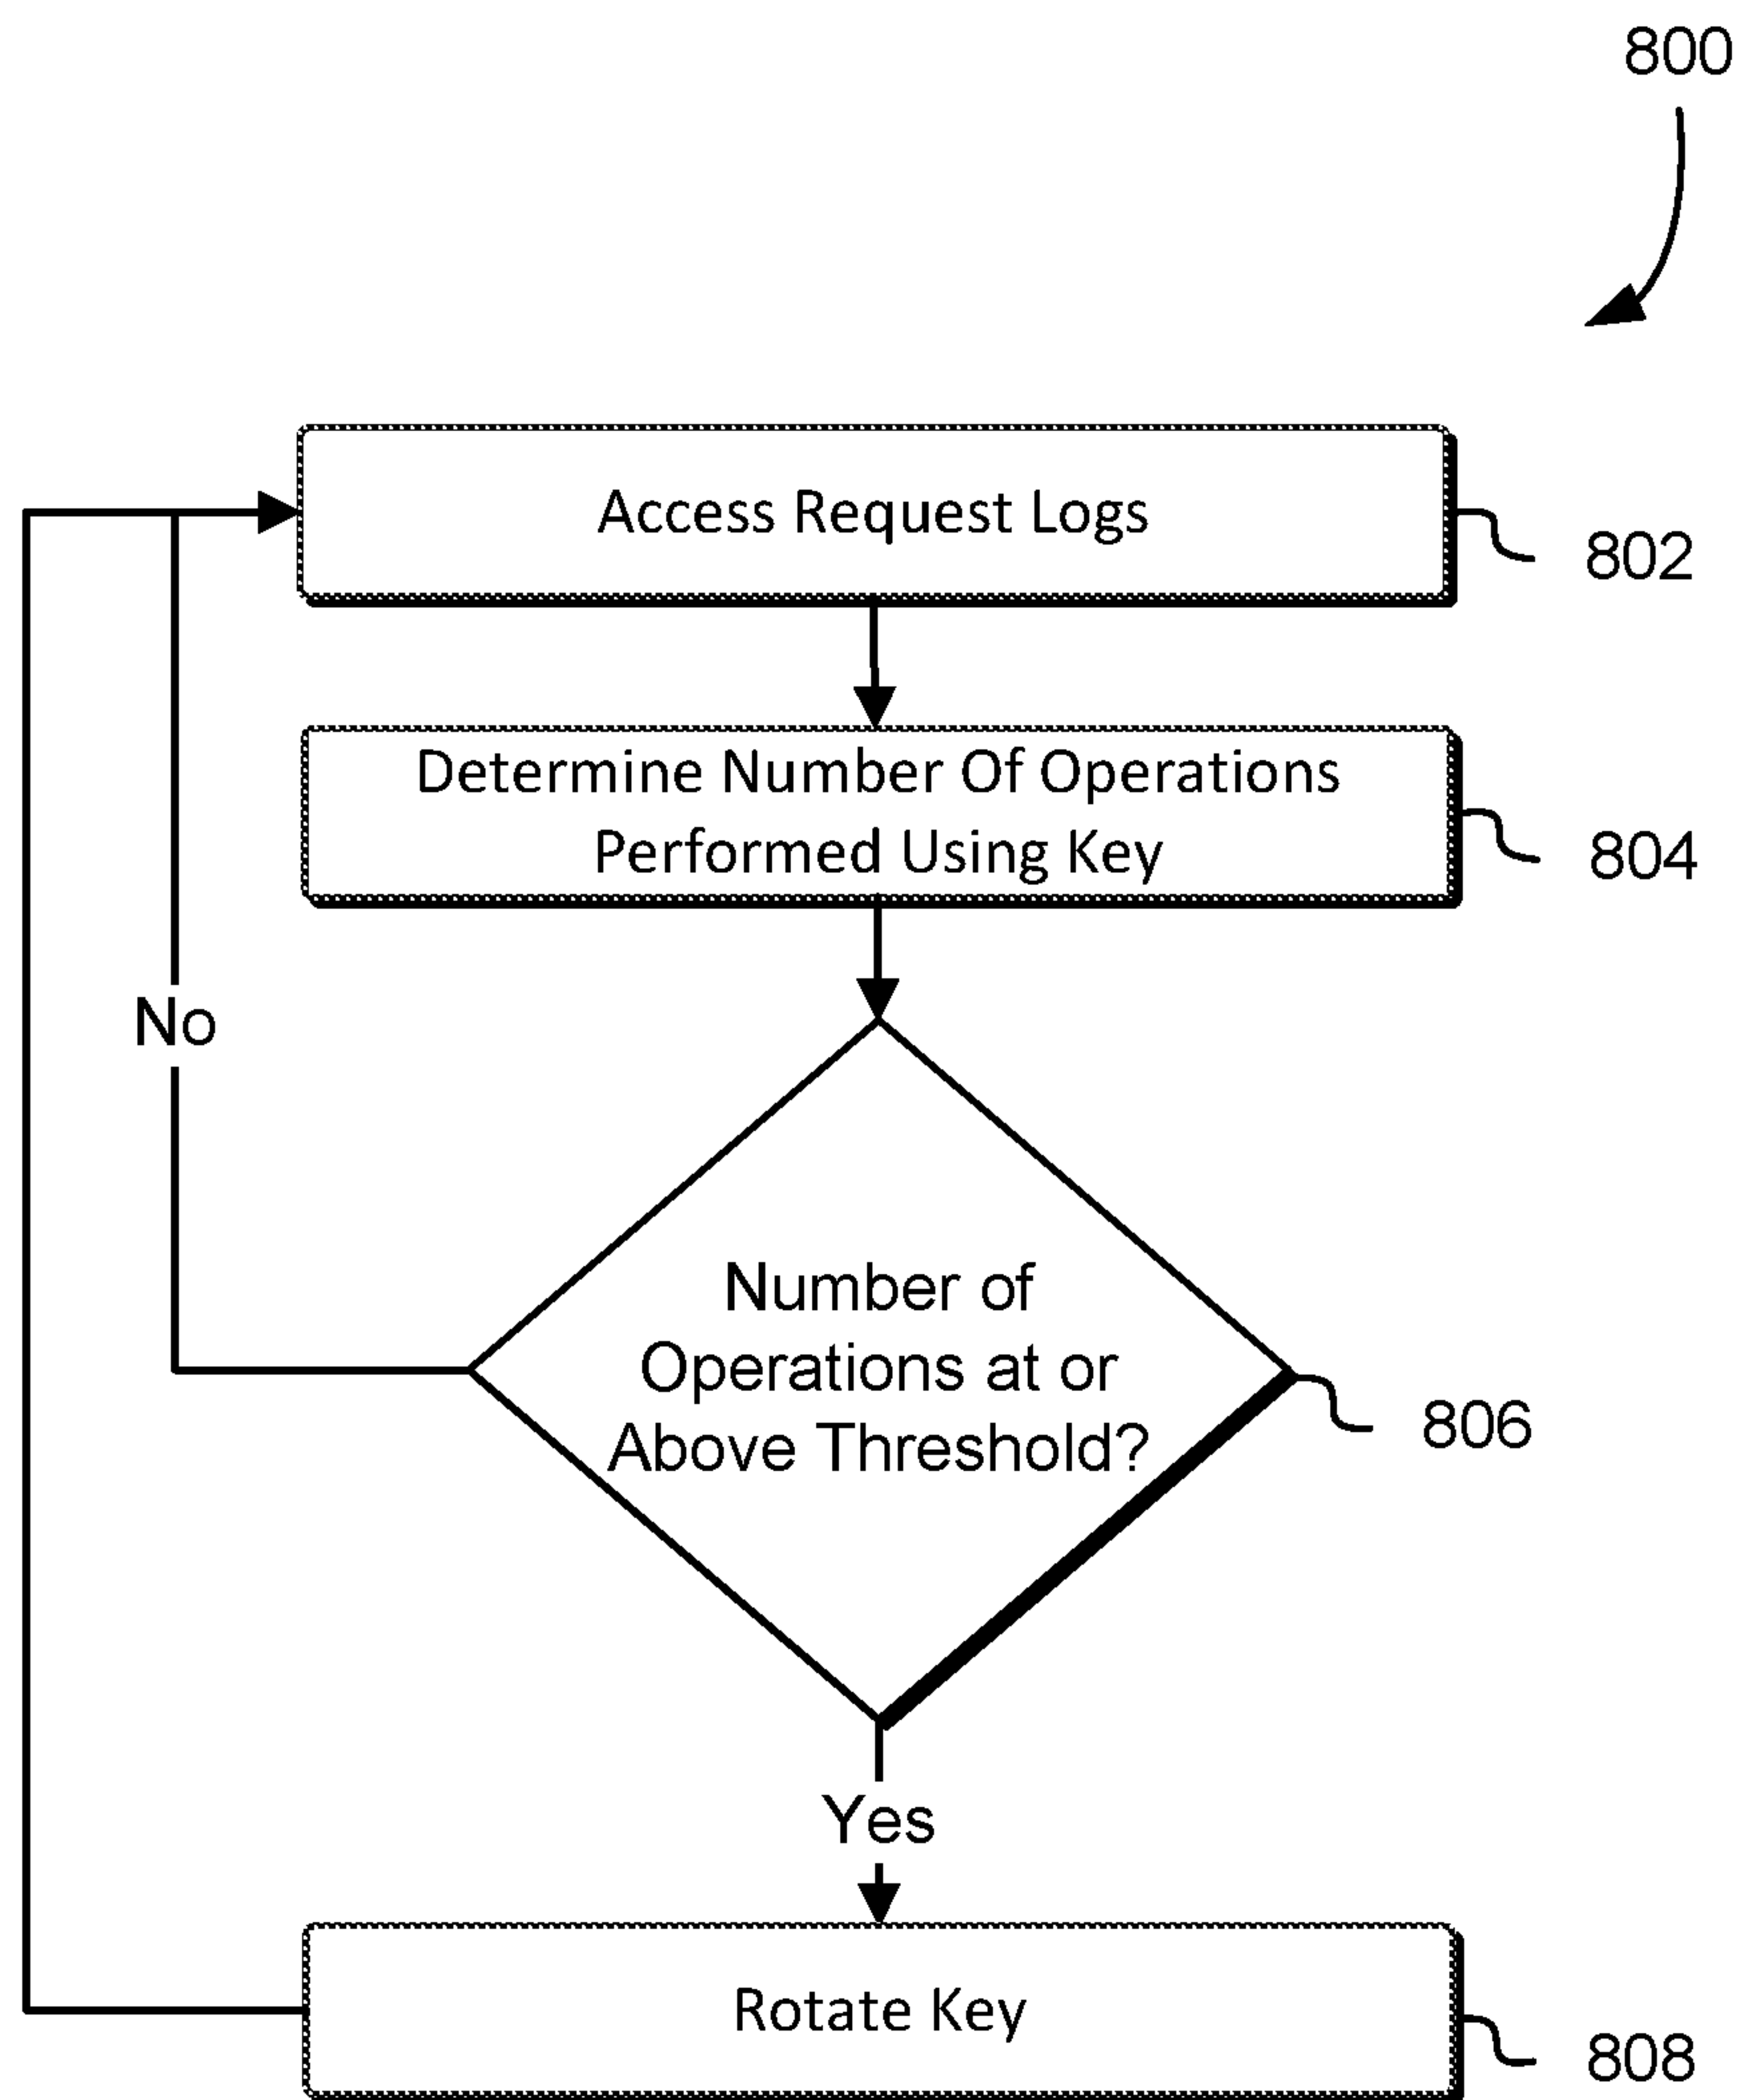 800
Access Request Logs
802
Determine Number Of Operations
Performed Using Key
804
No
Number of
Operations at or
Above Threshold?
806
Yes
Rotate Key
808